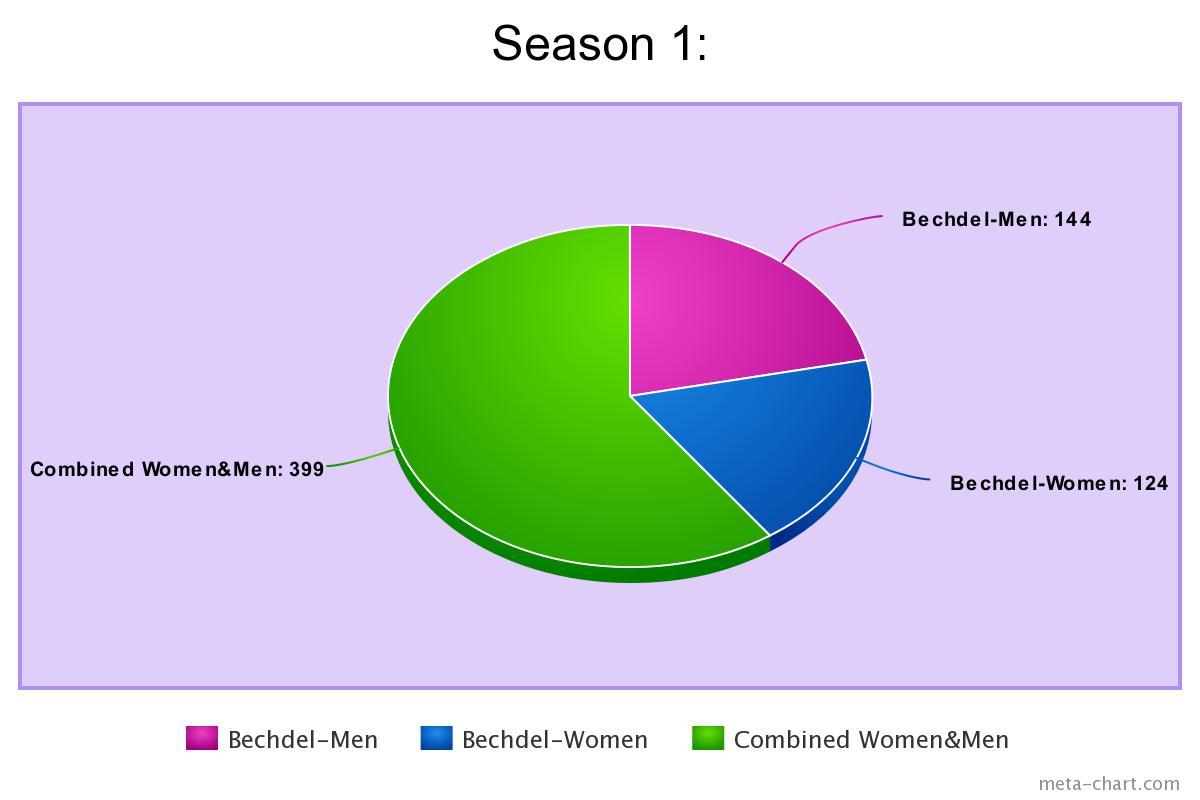 Season 1:
Bechdel-Men: 144
Combined Women&Men: 399
Bechdel-Women: 124
Bechdel-Men
Bechdel-Women
Combined Women&Men
meta-chart.com